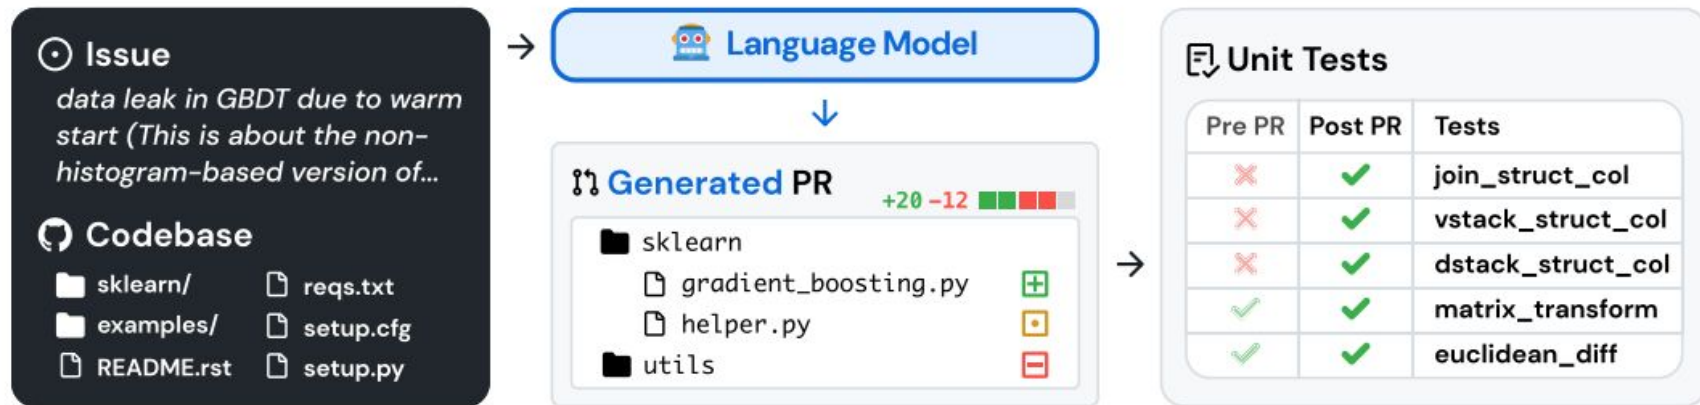 Issue
data leak in GBDT due to warm
start (This is about the non-
histogram-based version of...
Codebase
sklearn/
reqs.txt
examples/
setup.cfg
README.rst
setup.py
Language Model
Generated PR
+20 -12
sklearn
gradient_boosting.py
helper.py
utils
Unit Tests
Pre PR Post PR Tests
join_struct_col
vstack_struct_col
dstack_struct_col
matrix_transform
euclidean_diff